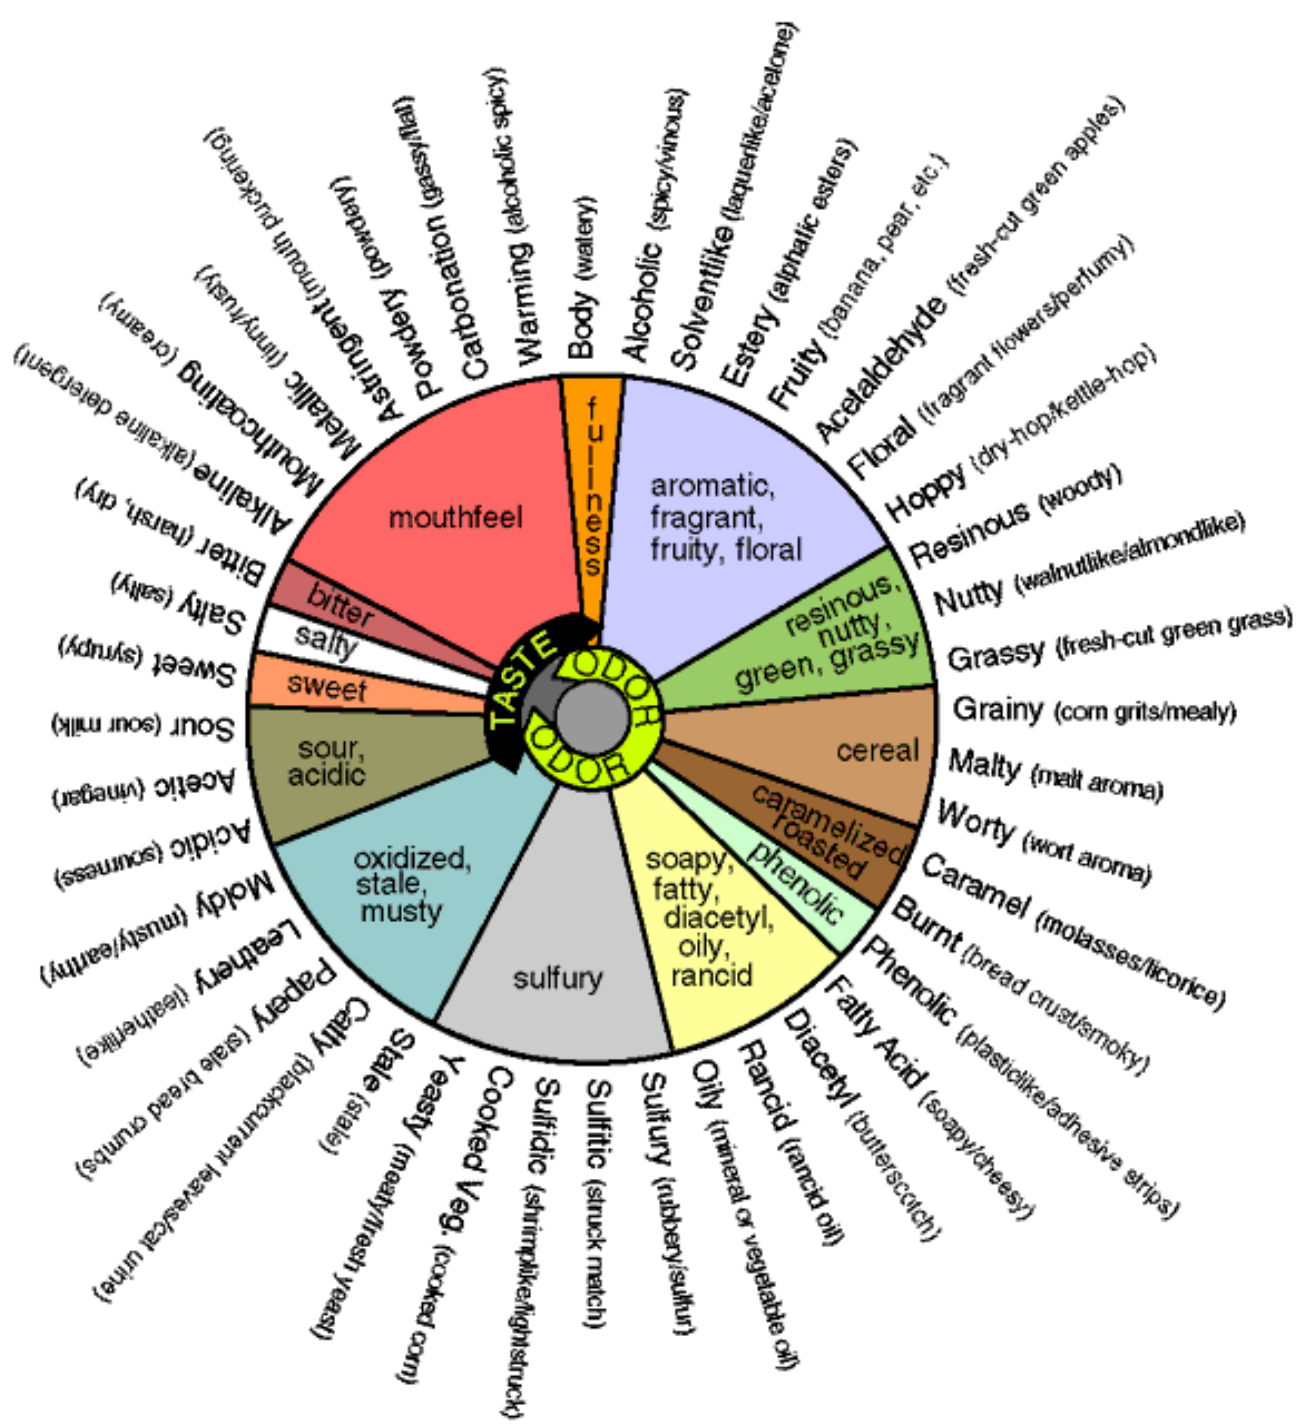 Body (watery)
Alcoholic (spicy/vinous)
Solventlike (laquerlike/acetone)
Estery (alphatic esters)
Fruity (banana, pear, etc.)
Acetaldehyde (fresh-cut green apples)
Floral (fragrant flowers/perfumy)
Hoppy (dry-hop/kettle-hop)
Resinous (woody)
Nutty (walnutlike/almondlike)
Grassy (fresh-cut green grass)
Grainy (corn grits/mealy)
Malty (malt aroma)
Worty (wort aroma)
Caramel (molasses/licorice)
Burnt (bread crust/smoky)
Phenolic (plasticlike/adhesive strips)
Fatty Acid (soapy/cheesy)
Diacetyl (butterscotch)
Rancid (rancid oil)
Oily (mineral or vegetable oil)
Sulfury (rubbery/sulfur)
Sulfitic (struck match)
Sulfidic (shrimplike/lightstruck)
Cooked Veg. (cooked corn)
Yeasty (meaty/fresh yeast)
Stale (stale)
Catty (blackcurrent leaves/cat urine)
Papery (stale bread crumbs)
Leathery (leatherlike)
Moldy (musty/earthy)
Acidic (sourness)
Acetic (vinegar)
Sour (sour milk)
Sweet (syrupy)
Salty (salty)
Bitter (harsh, dry)
Alkaline (alkaline detergent)
Mouthcoating (creamy)
Metallic (tinny/rusty)
Astringent (mouth puckering)
Powdery (powdery)
Carbonation (gassy/flat)
Warming (alcoholic spicy)
fullness
aromatic,
fragrant,
fruity, floral
resinous,
nutty,
green, grassy
cereal
caramelized
roasted
phenolic
soapy,
fatty,
diacetyl,
oily,
rancid
sulfury
oxidized,
stale,
musty
sour,
acidic
sweet
salty
bitter
mouthfeel
TASTE
ODOR
ODOR